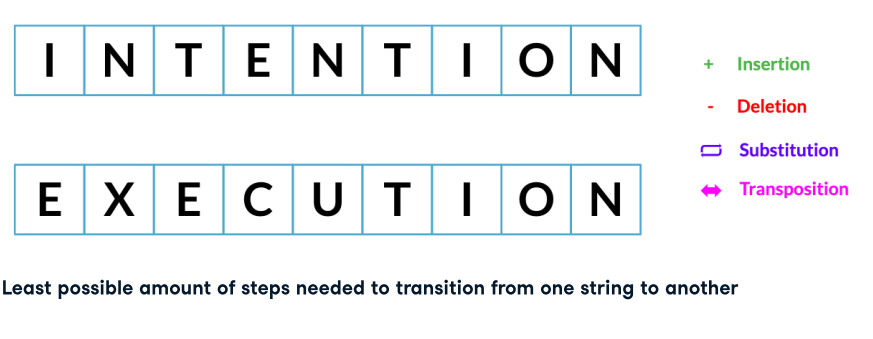 I N T E N T I O N
+ Insertion
- Deletion
Substitution
E X E C U T I O N
Transposition
Least possible amount of steps needed to transition from one string to another